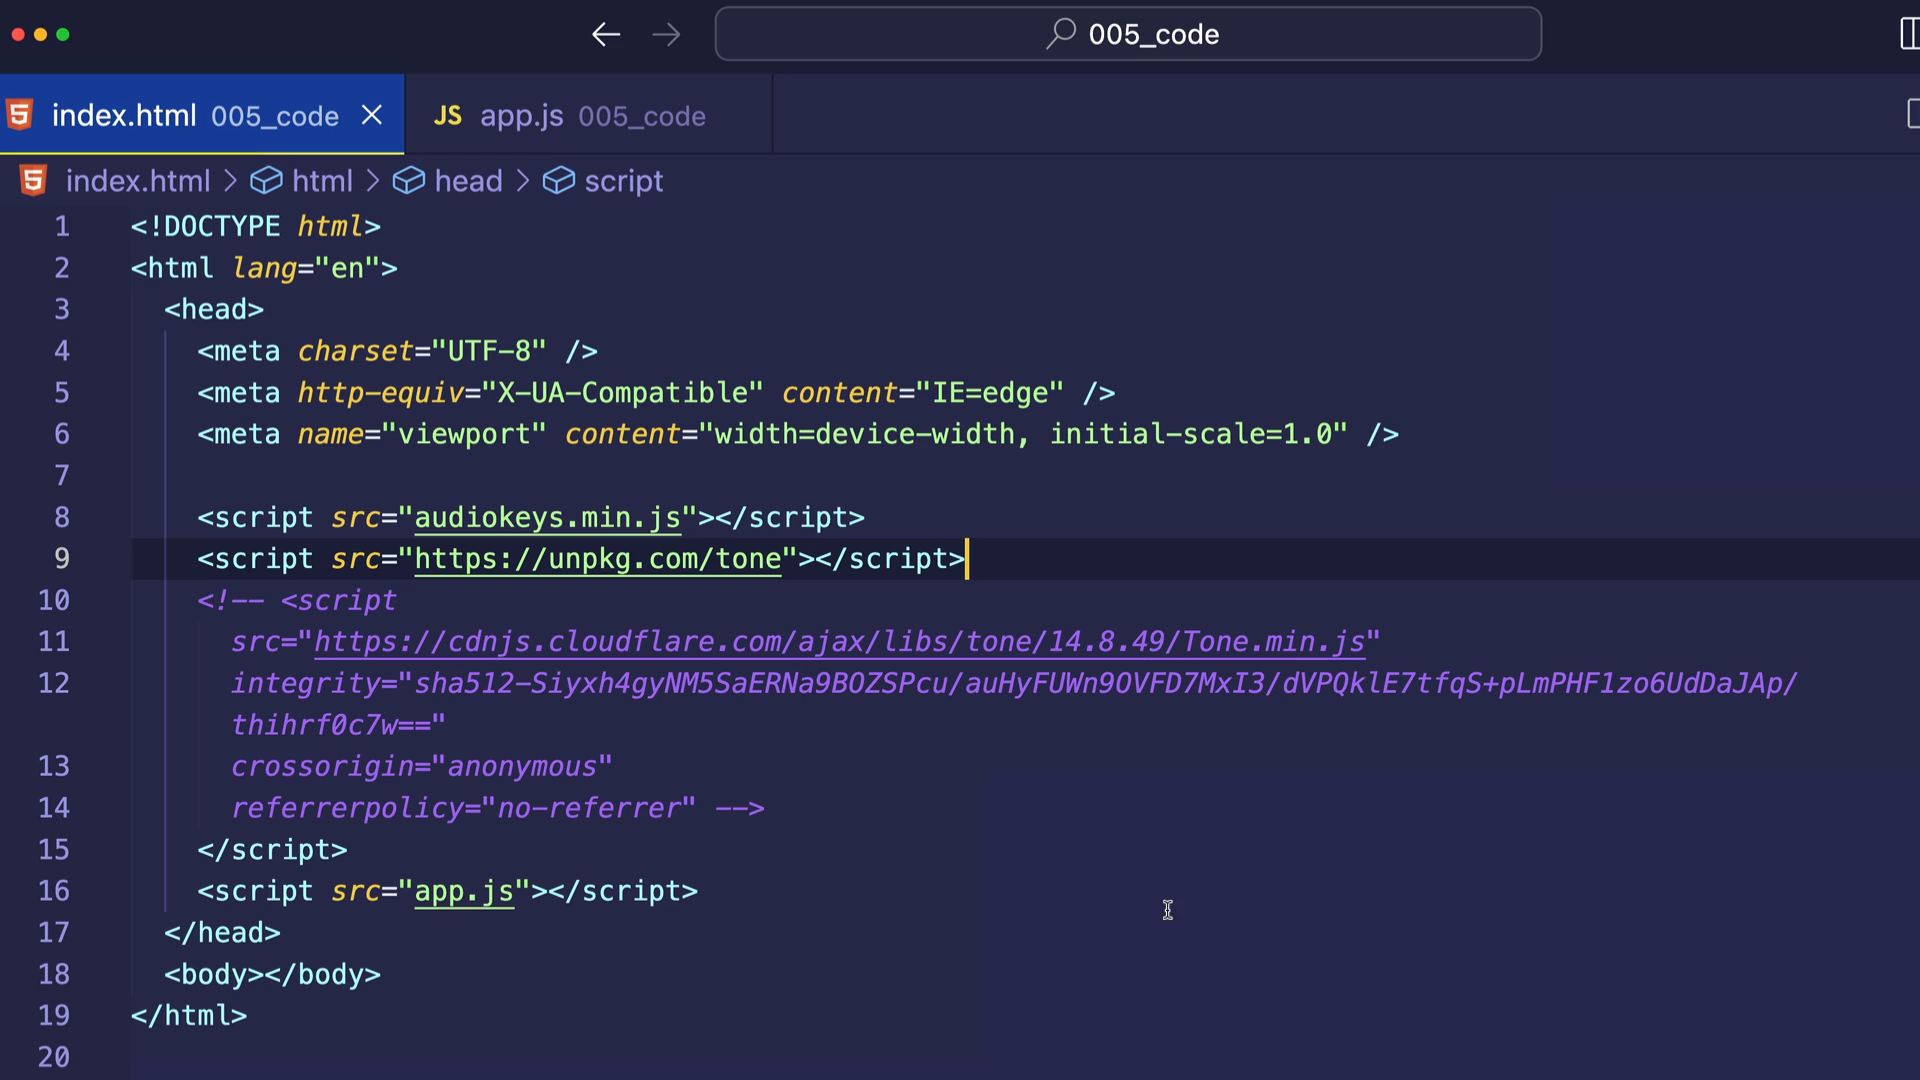 005_code
index.html 005_code
JS app.js 005_code
index.html > html > head > script
1 <!DOCTYPE html>
2 <html lang="en">
3 <head>
4 <meta charset="UTF-8" />
5 <meta http-equiv="X-UA-Compatible" content="IE=edge" />
6 <meta name="viewport" content="width=device-width, initial-scale=1.0" />
7
8 <script src="audiokeys.min.js"></script>
9 <script src="https://unpkg.com/tone"></script>
10 <!-- <script
11 src="https://cdnjs.cloudflare.com/ajax/libs/tone/14.8.49/Tone.min.js"
12 integrity="sha512-Siyxh4gyNM5SaERNa9BOZSPcu/auHyFUWn9OVFD7MxI3/dVPQklE7tfqS+pLmPHF1zo6UdDaJAp/
thihrf0c7w=="
13 crossorigin="anonymous"
14 referrerpolicy="no-referrer" -->
15 </script>
16 <script src="app.js"></script>
17 </head>
18 <body></body>
19 </html>
20